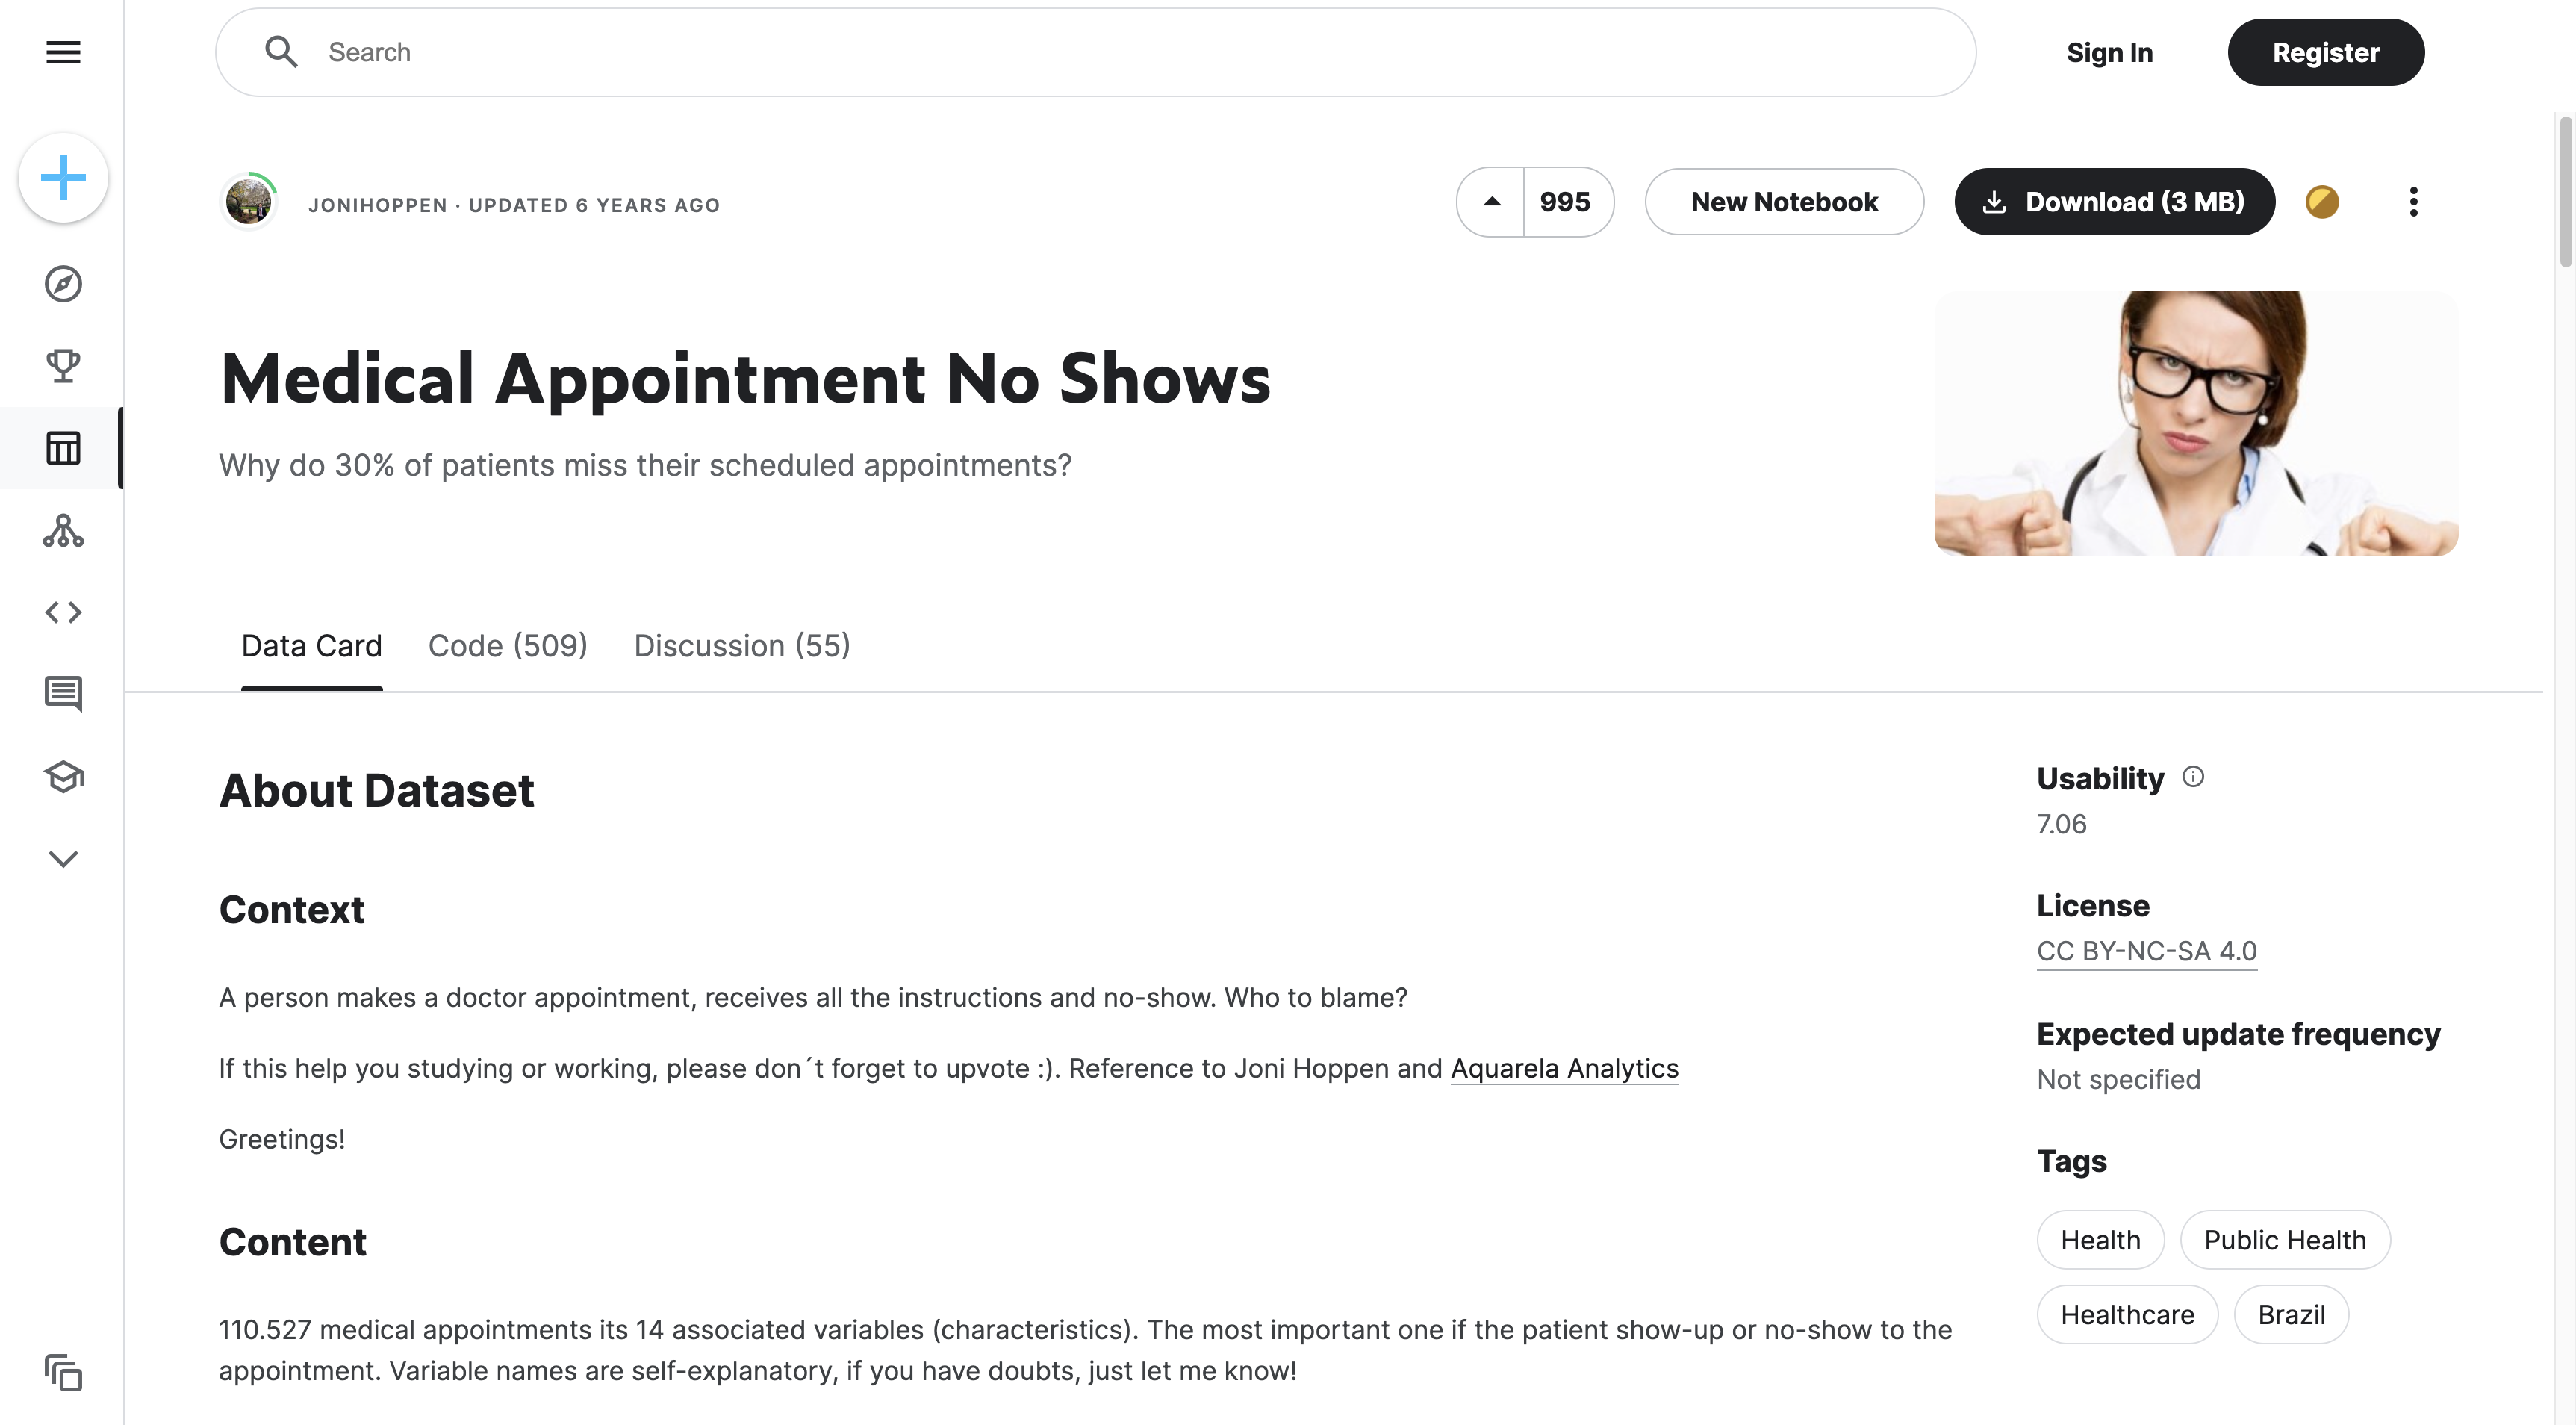 Search
Sign In
Register
JONIHOPPEN · UPDATED 6 YEARS AGO
995
New Notebook
Download (3 MB)
Medical Appointment No Shows
Why do 30% of patients miss their scheduled appointments?
Data Card
Code (509)
Discussion (55)
About Dataset
Context
A person makes a doctor appointment, receives all the instructions and no-show. Who to blame?
If this help you studying or working, please don´t forget to upvote :). Reference to Joni Hoppen and Aquarela Analytics
Greetings!
Content
110.527 medical appointments its 14 associated variables (characteristics). The most important one if the patient show-up or no-show to the
appointment. Variable names are self-explanatory, if you have doubts, just let me know!
Usability
7.06
License
CC BY-NC-SA 4.0
Expected update frequency
Not specified
Tags
Health
Public Health
Healthcare
Brazil